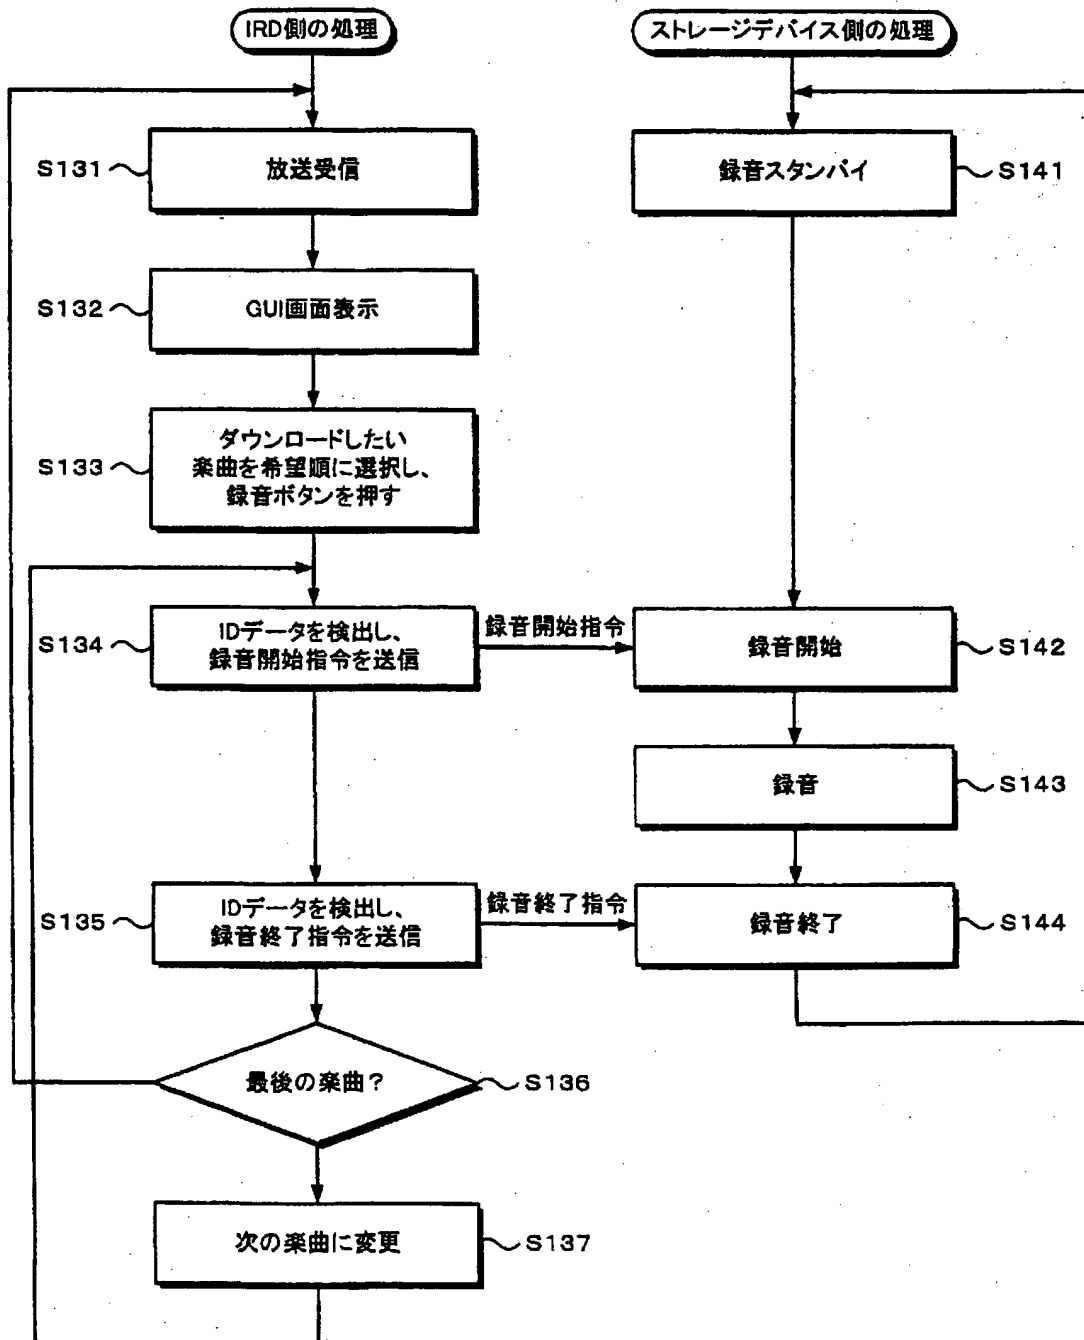 IRD側の処理
ストレージデバイス側の処理
S131
放送受信
録音スタンバイ
S141
S132
GUI画面表示
S133
ダウンロードしたい
楽曲を希望順に選択し、
録音ボタンを押す
S134
IDデータを検出し、
録音開始指令を送信
録音開始指令
録音開始
S142
録音
S143
S135
IDデータを検出し、
録音終了指令を送信
録音終了指令
録音終了
S144
最後の楽曲?
S136
次の楽曲に変更
S137